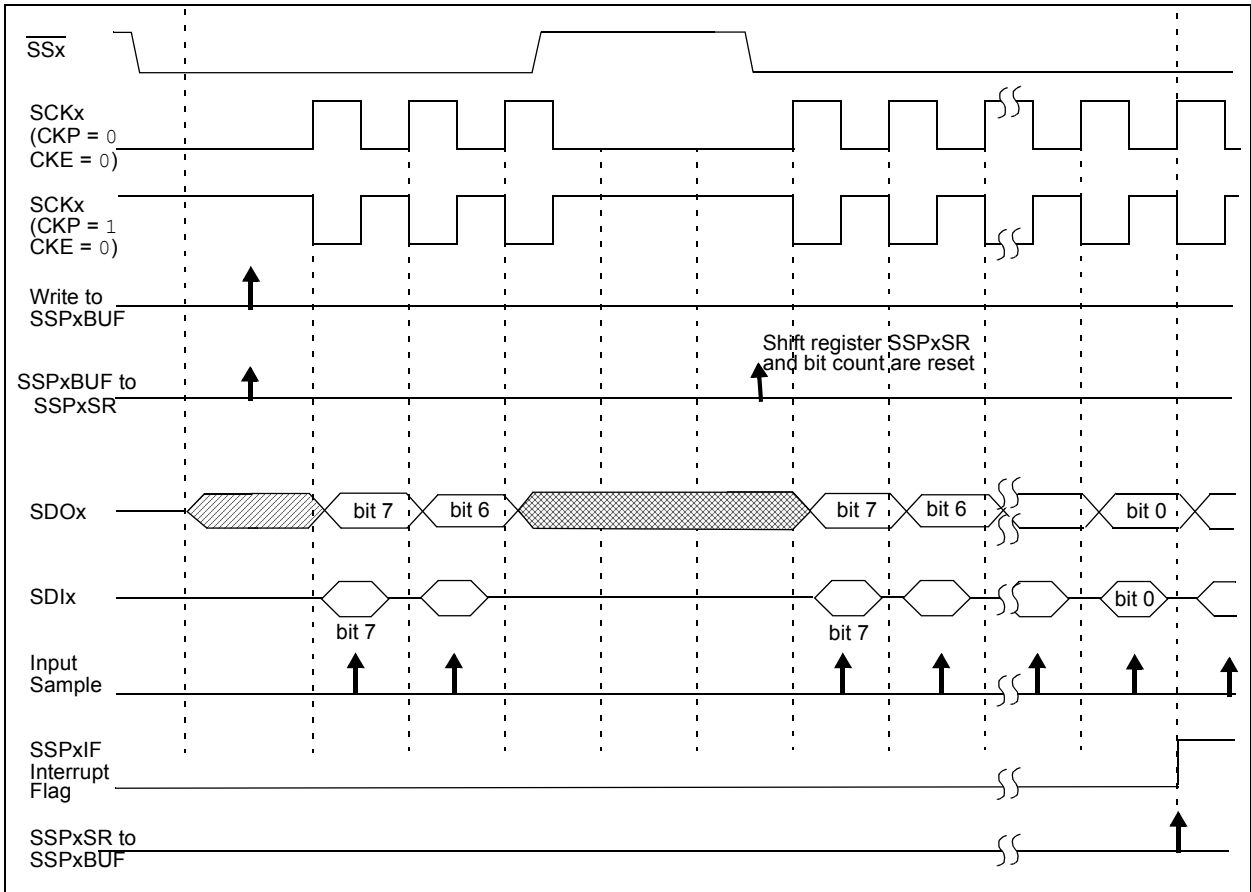 SSx
SCKx
(CKP = 0
CKE = 0)
SCKx
(CKP = 1
CKE = 0)
Write to
SSPxBUF
Shift register SSPxSR
and bit count are reset
SSPxBUF to
SSPxSR
SDOx
bit 7
bit 6
bit 7
bit 6
bit 0
SDIx
bit 0
bit 7
bit 7
Input
Sample
SSPxIF
Interrupt
Flag
SSPxSR to
SSPxBUF